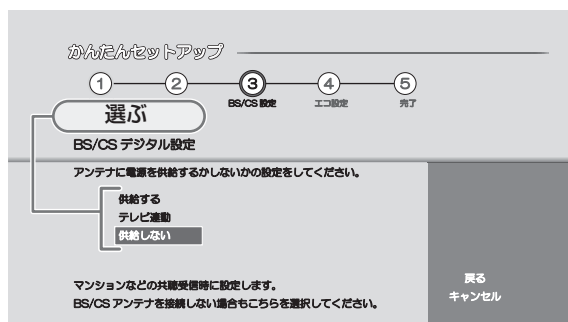 かんたんセットアップ
1 2 3 4 5
BS/CS 設定 エコ設定 完了
選ぶ
BS/CS デジタル設定
アンテナに電源を供給するかしないかの設定をしてください。
供給する
テレビ連動
供給しない
マンションなどの共聴受信時に設定します。
BS/CS アンテナを接続しない場合もこちらを選択してください。
戻る
キャンセル